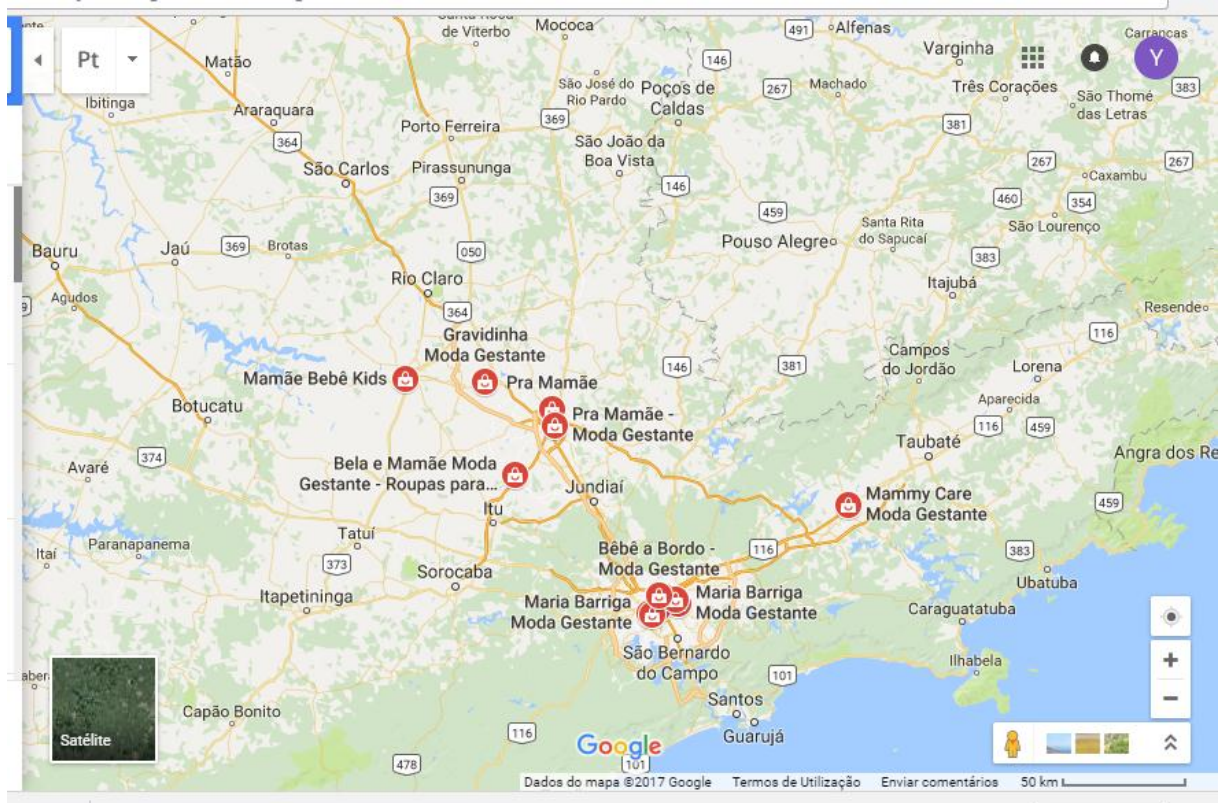 de Viterbo
Mococa
491
Alfenas
Carrancas
Pt
Matão
146
Varginha
Y
Ibitinga
Araraquara
São José do
Rio Pardo
Poços de
Caldas
267
Machado
Três Corações
São Thomé
das Letras
383
364
Porto Ferreira
369
381
São João da
Boa Vista
São Carlos
Pirassununga
267
267
Caxambu
146
369
460
354
459
Santa Rita
do Sapucaí
São Lourenço
Bauru
Jaú
369
Brotas
050
Pouso Alegre
383
Rio Claro
Itajubá
Agudos
Resende
364
116
Gravidinha
Moda Gestante
Campos
do Jordão
Lorena
146
381
Mamãe Bebê Kids
Pra Mamãe
Botucatu
Aparecida
Pra Mamãe -
Moda Gestante
116
459
Taubaté
Angra dos Re
374
Avaré
Bela e Mamãe Moda
Gestante - Roupas para...
Jundiaí
Itu
Mammy Care
Moda Gestante
459
Tatuí
Paranapanema
Itaí
373
Bêbê a Bordo -
Moda Gestante
116
383
Sorocaba
Ubatuba
Itapetininga
Maria Barriga
Moda Gestante
Maria Barriga
Moda Gestante
Caraguatatuba
São Bernardo
do Campo
101
Ilhabela
Santos
Capão Bonito
Satélite
116
Google
Guarujá
478
101
Dados do mapa ©2017 Google Termos de Utilização Enviar comentários 50 km